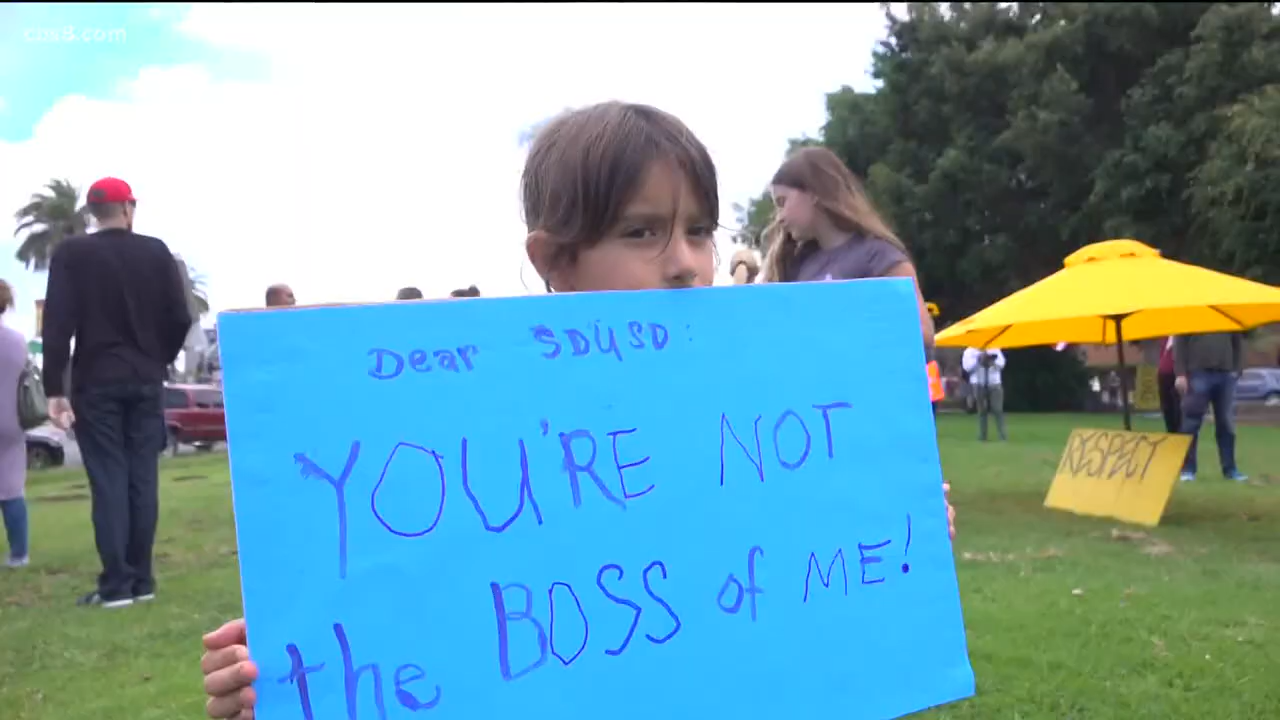 cbs8.com
Dear SDUSD:
YOU'RE NOT
the BOSS of ME!
RESPECT